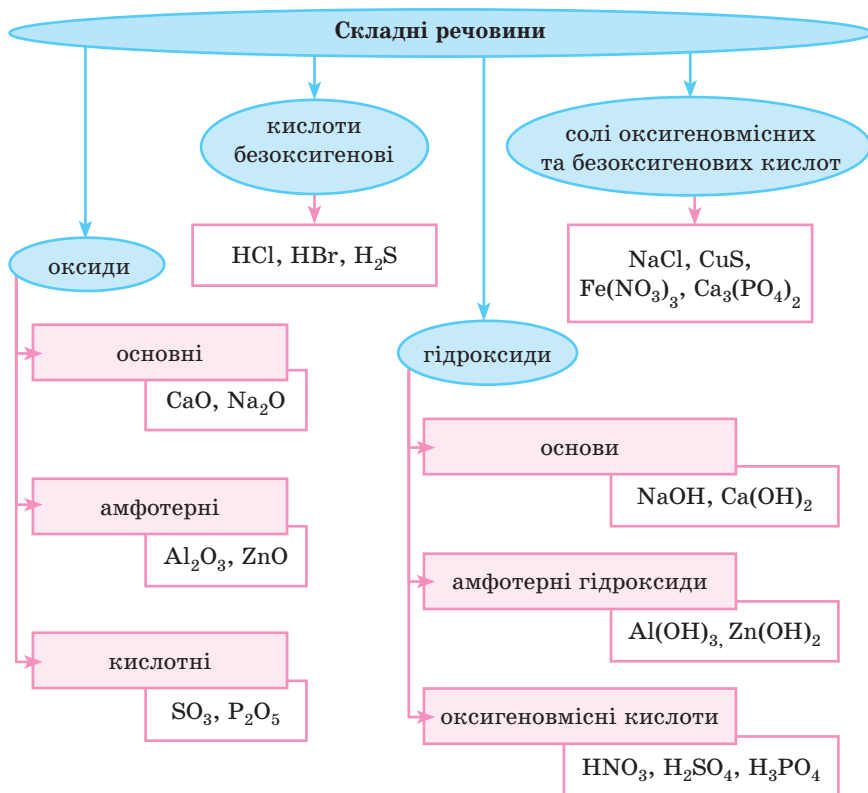 Складні речовини
кислоти
безоксигенові
HCl, HBr, H₂S
солі оксигеновмісних
та безоксигенових кислот
NaCl, CuS,
Fe(NO₃)₃, Ca₃(PO₄)₂
оксиди
основні
CaO, Na₂O
амфотерні
Al₂O₃, ZnO
кислотні
SO₃, P₂O₅
гідроксиди
основи
NaOH, Ca(OH)₂
амфотерні гідроксиди
Al(OH)₃, Zn(OH)₂
оксигеновмісні кислоти
HNO₃, H₂SO₄, H₃PO₄